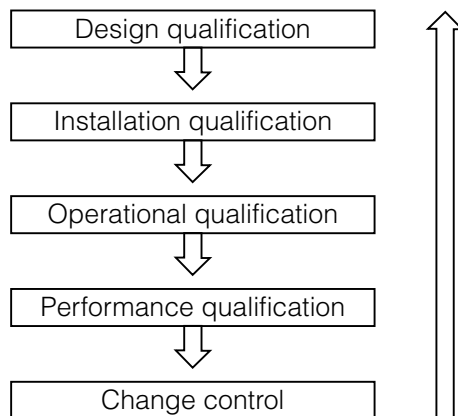 Design qualification
Installation qualification
Operational qualification
Performance qualification
Change control